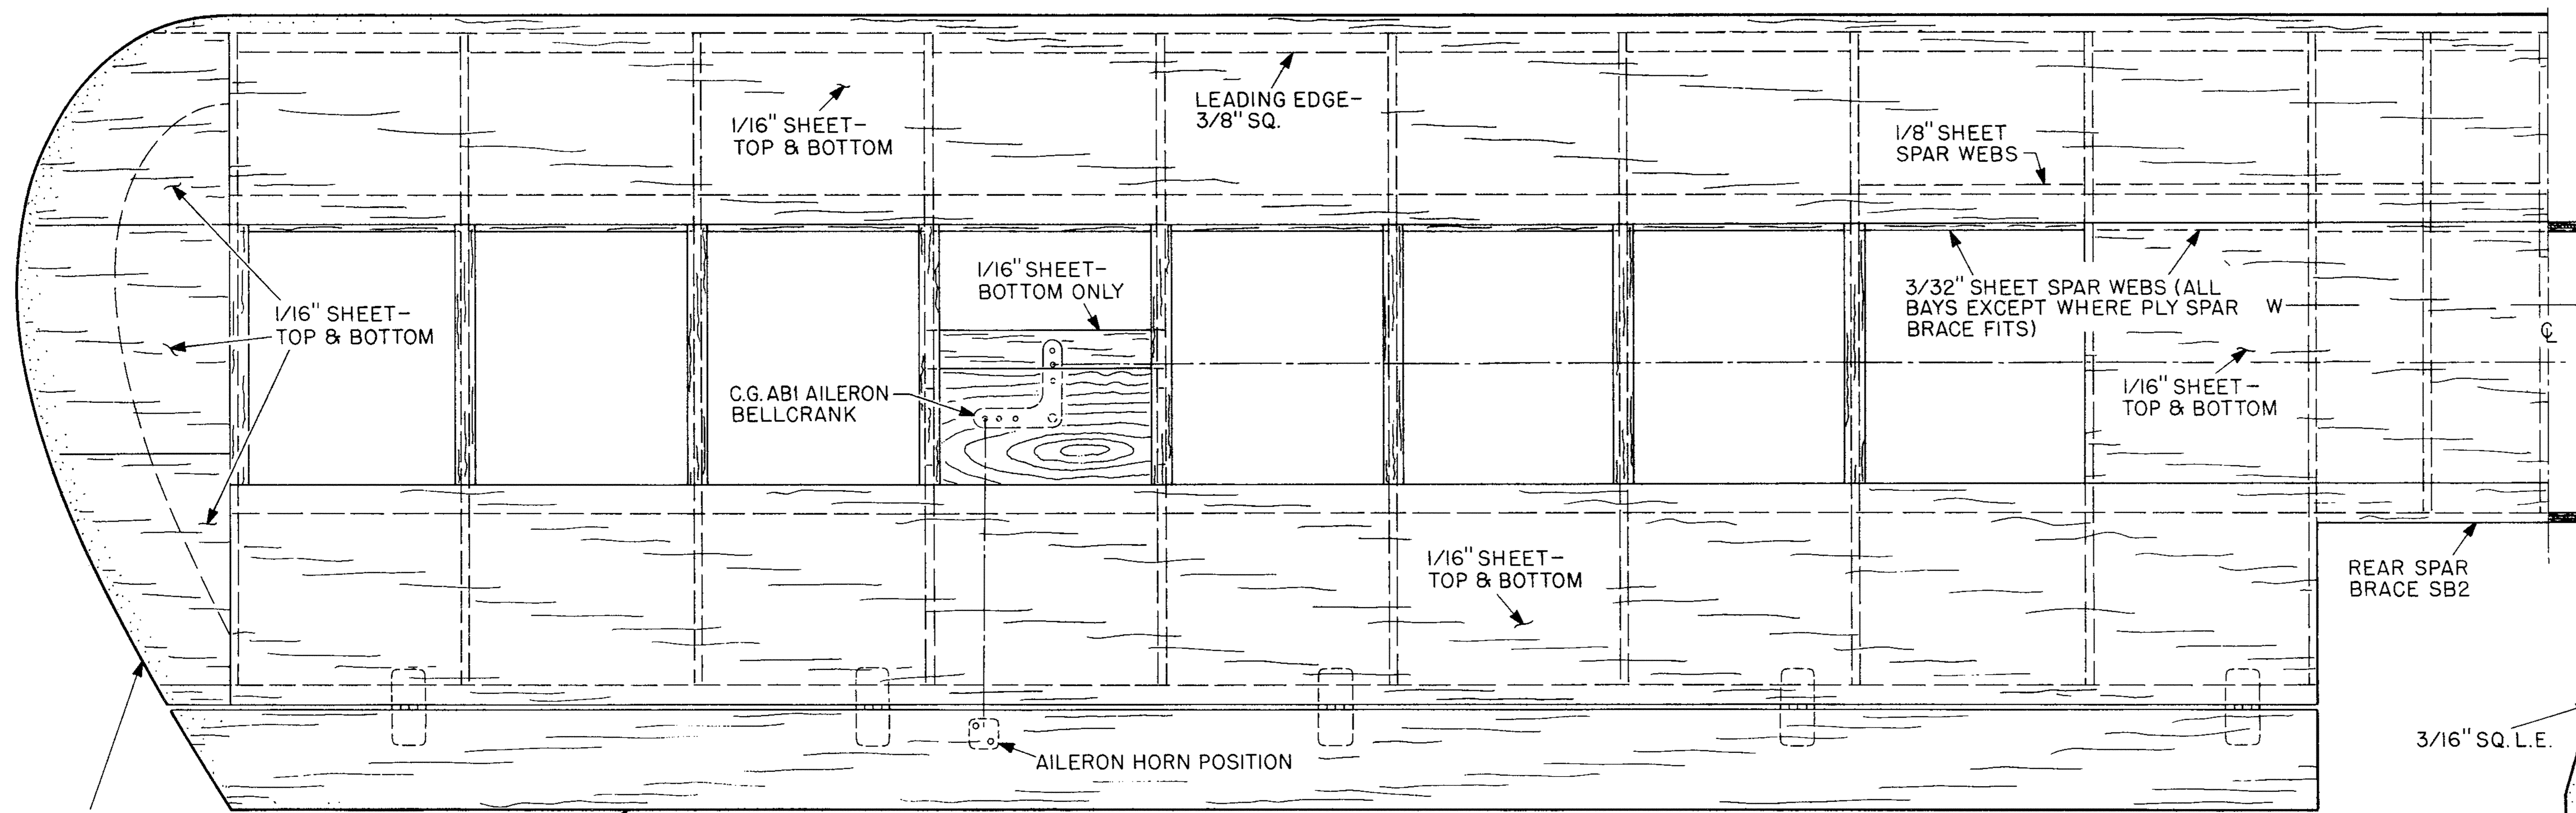 LEADING EDGE–
3/8" SQ.
1/16" SHEET–
TOP & BOTTOM
1/8" SHEET
SPAR WEBS
1/16" SHEET–
BOTTOM ONLY
3/32" SHEET SPAR WEBS (ALL
BAYS EXCEPT WHERE PLY SPAR
BRACE FITS)
W
℄
1/16" SHEET–
TOP & BOTTOM
C.G. AB1 AILERON
BELLCRANK
1/16" SHEET–
TOP & BOTTOM
1/16" SHEET–
TOP & BOTTOM
REAR SPAR
BRACE SB2
3/16" SQ. L.E.
AILERON HORN POSITION